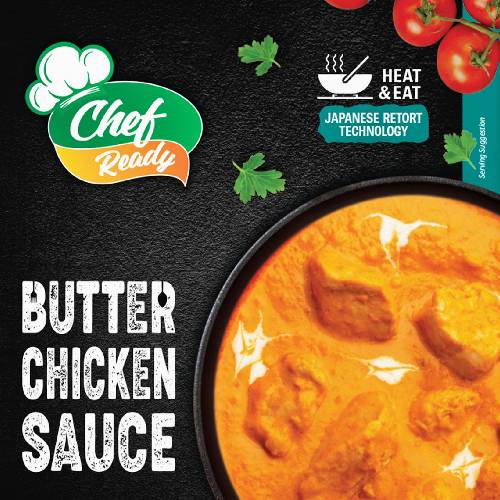 Chef
Ready
HEAT
& EAT
JAPANESE RETORT
TECHNOLOGY
Serving Suggestion
BUTTER
CHICKEN
SAUCE